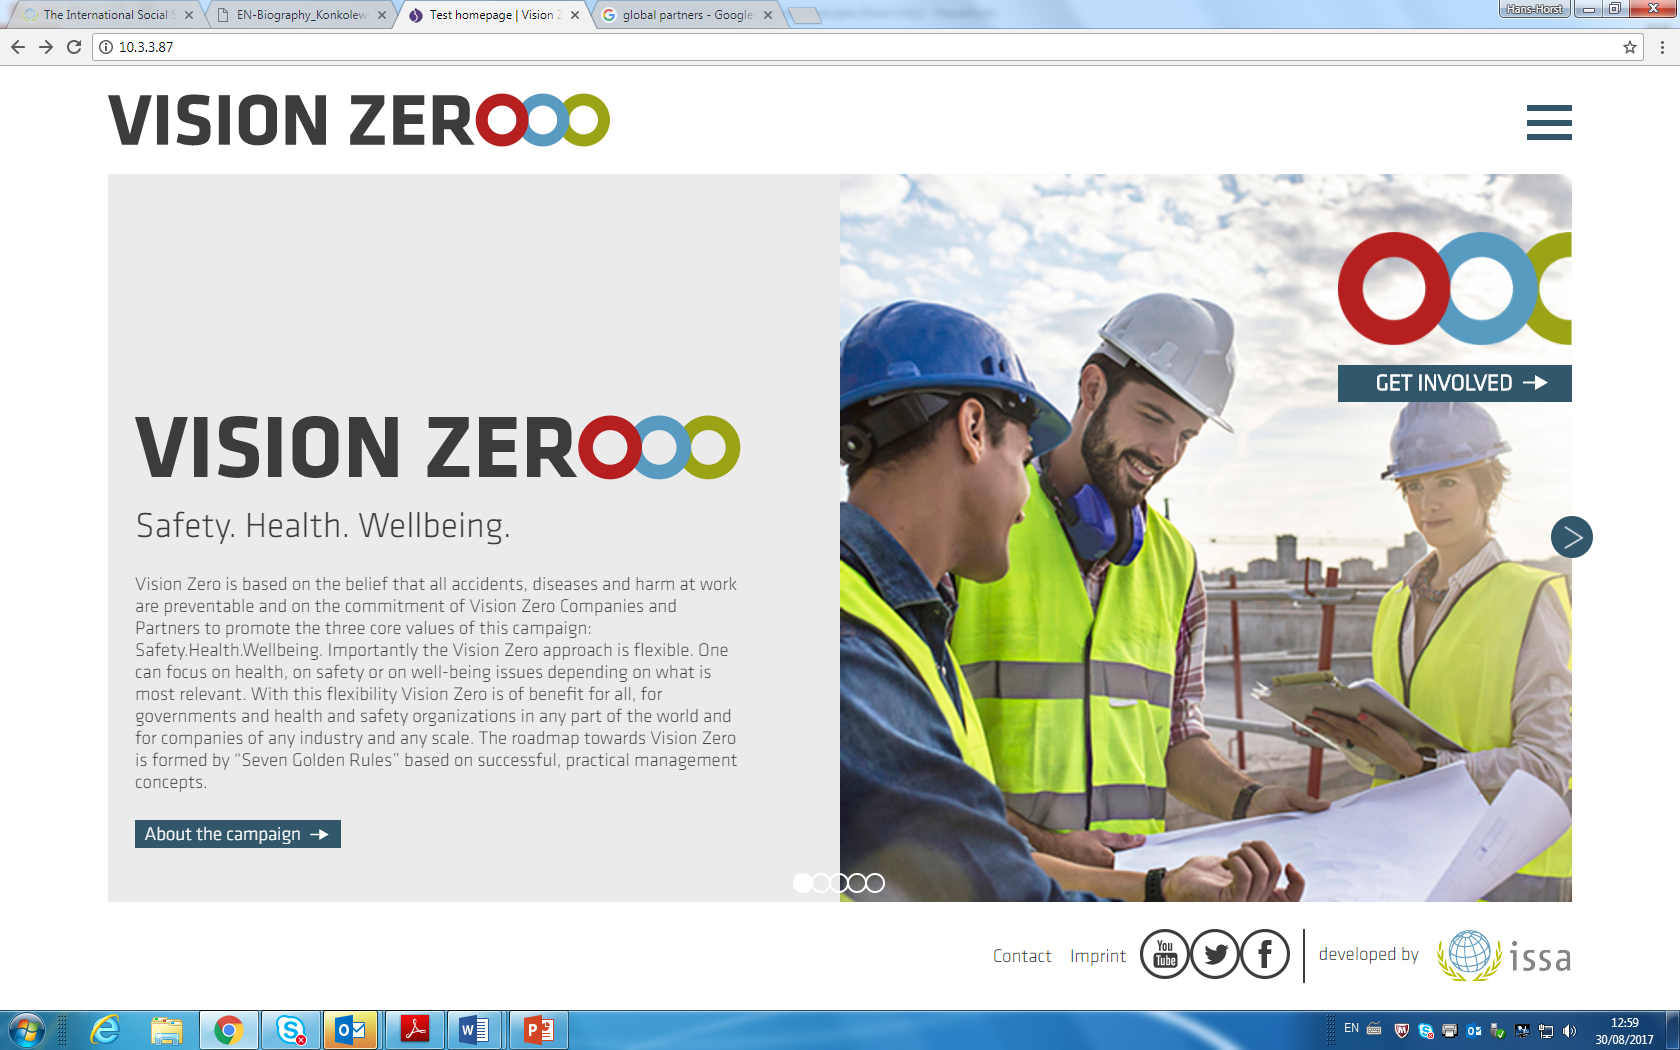 The International Social S
EN-Biography_Konkolew
Test homepage | Vision Z
global partners - Google
Hans-Horst
10.3.3.87
VISION ZERO
GET INVOLVED
VISION ZERO
Safety. Health. Wellbeing.
Vision Zero is based on the belief that all accidents, diseases and harm at work
are preventable and on the commitment of Vision Zero Companies and
Partners to promote the three core values of this campaign:
Safety.Health.Wellbeing. Importantly the Vision Zero approach is flexible. One
can focus on health, on safety or on well-being issues depending on what is
most relevant. With this flexibility Vision Zero is of benefit for all, for
governments and health and safety organizations in any part of the world and
for companies of any industry and any scale. The roadmap towards Vision Zero
is formed by “Seven Golden Rules” based on successful, practical management
concepts.
About the campaign
Contact Imprint You Tube developed by issa
EN
12:59
30/08/2017